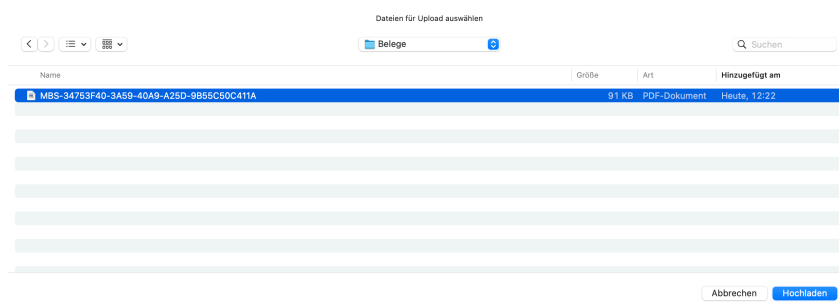 Dateien für Upload auswählen
Belege
Suchen
Name Größe Art Hinzugefügt am
MBS-34753F40-3A59-40A9-A25D-9B55C50C411A 91 KB PDF-Dokument Heute, 12:22
Abbrechen Hochladen